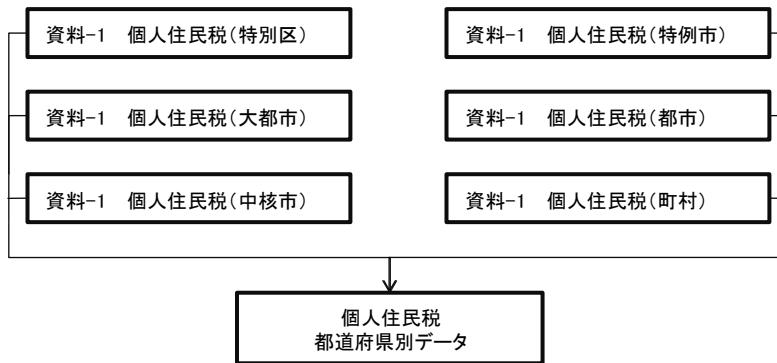 資料-1　個人住民税(特別区)
資料-1　個人住民税(大都市)
資料-1　個人住民税(中核市)
資料-1　個人住民税(特例市)
資料-1　個人住民税(都市)
資料-1　個人住民税(町村)
個人住民税
都道府県別データ